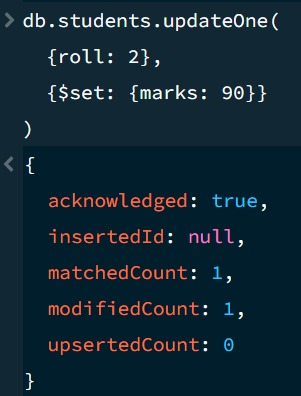 > db.students.updateOne(
{roll: 2},
{$set: {marks: 90}}
)
< {
acknowledged: true,
insertedId: null,
matchedCount: 1,
modifiedCount: 1,
upsertedCount: 0
}